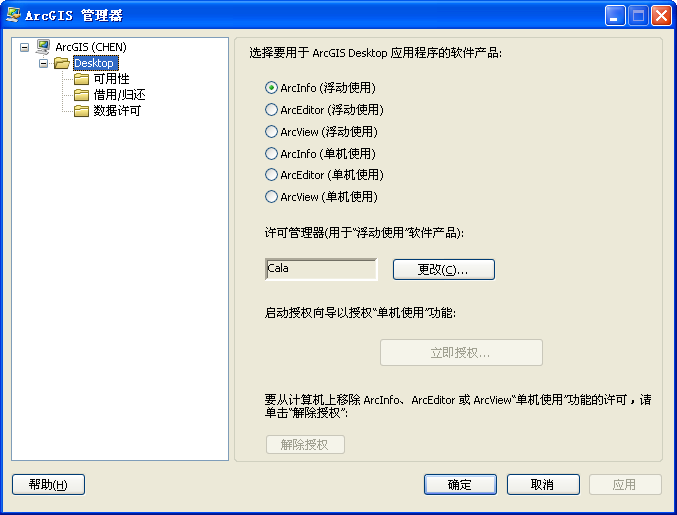 ArcGIS 管理器
ArcGIS (CHEN)
Desktop
可用性
借用/归还
数据许可
选择要用于 ArcGIS Desktop 应用程序的软件产品:
ArcInfo (浮动使用)
ArcEditor (浮动使用)
ArcView (浮动使用)
ArcInfo (单机使用)
ArcEditor (单机使用)
ArcView (单机使用)
许可管理器(用于“浮动使用”软件产品):
Cala
更改(C)...
启动授权向导以授权“单机使用”功能:
立即授权...
要从计算机上移除 ArcInfo、ArcEditor 或 ArcView“单机使用”功能的许可，请
单击“解除授权”:
解除授权
帮助(H)
确定
取消
应用